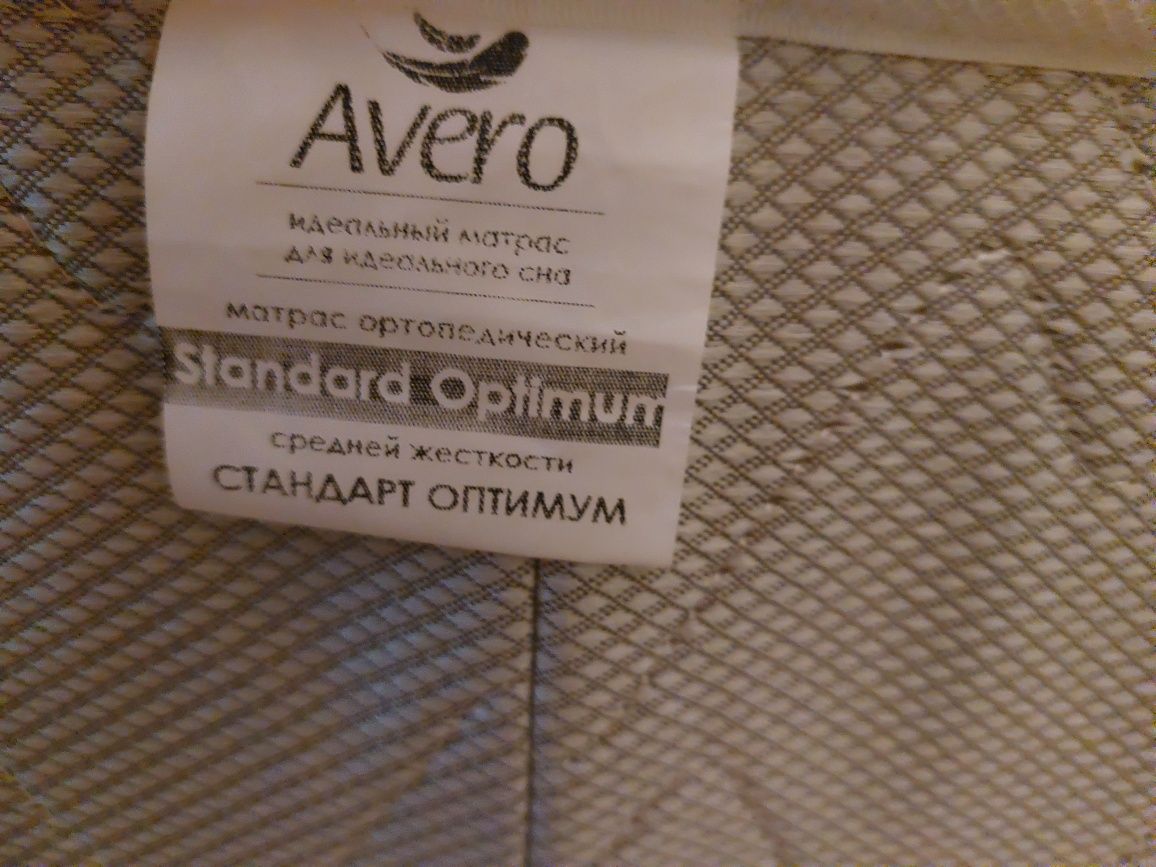 Avero
идеальный матрас
для идеального сна
матрас ортопедический
Standard Optimum
средней жесткости
СТАНДАРТ ОПТИМУМ